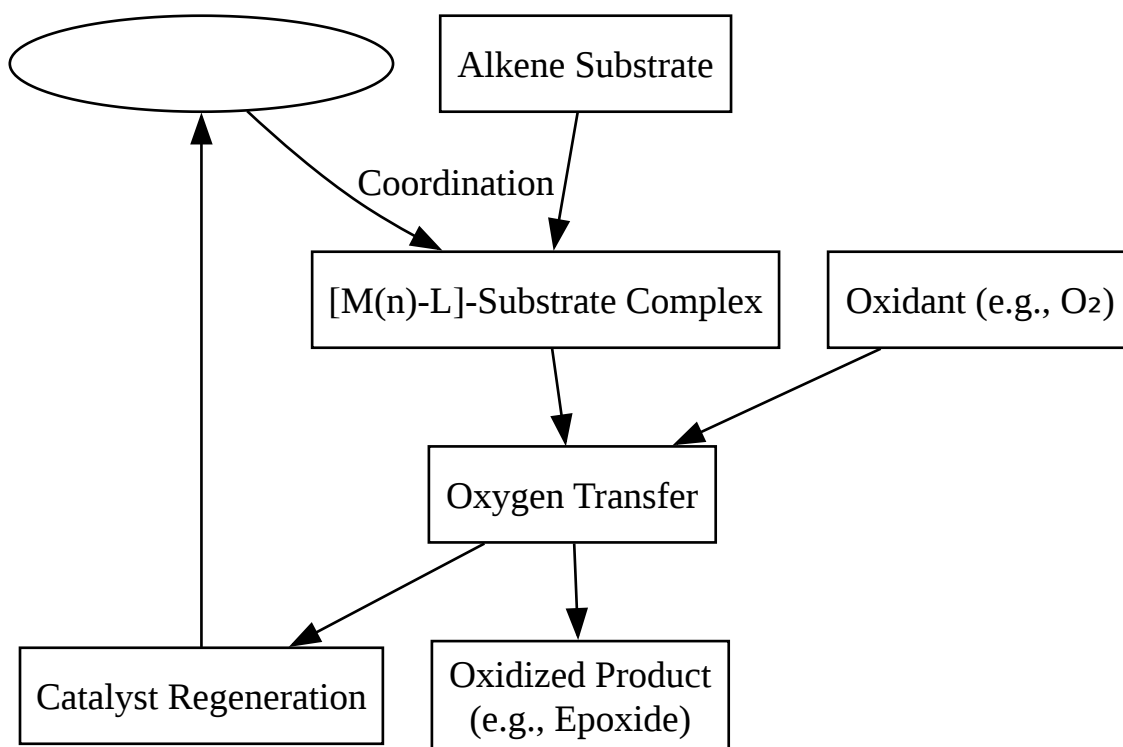 Alkene Substrate
Coordination
[M(n)-L]-Substrate Complex
Oxidant (e.g., O₂)
Oxygen Transfer
Catalyst Regeneration
Oxidized Product
(e.g., Epoxide)